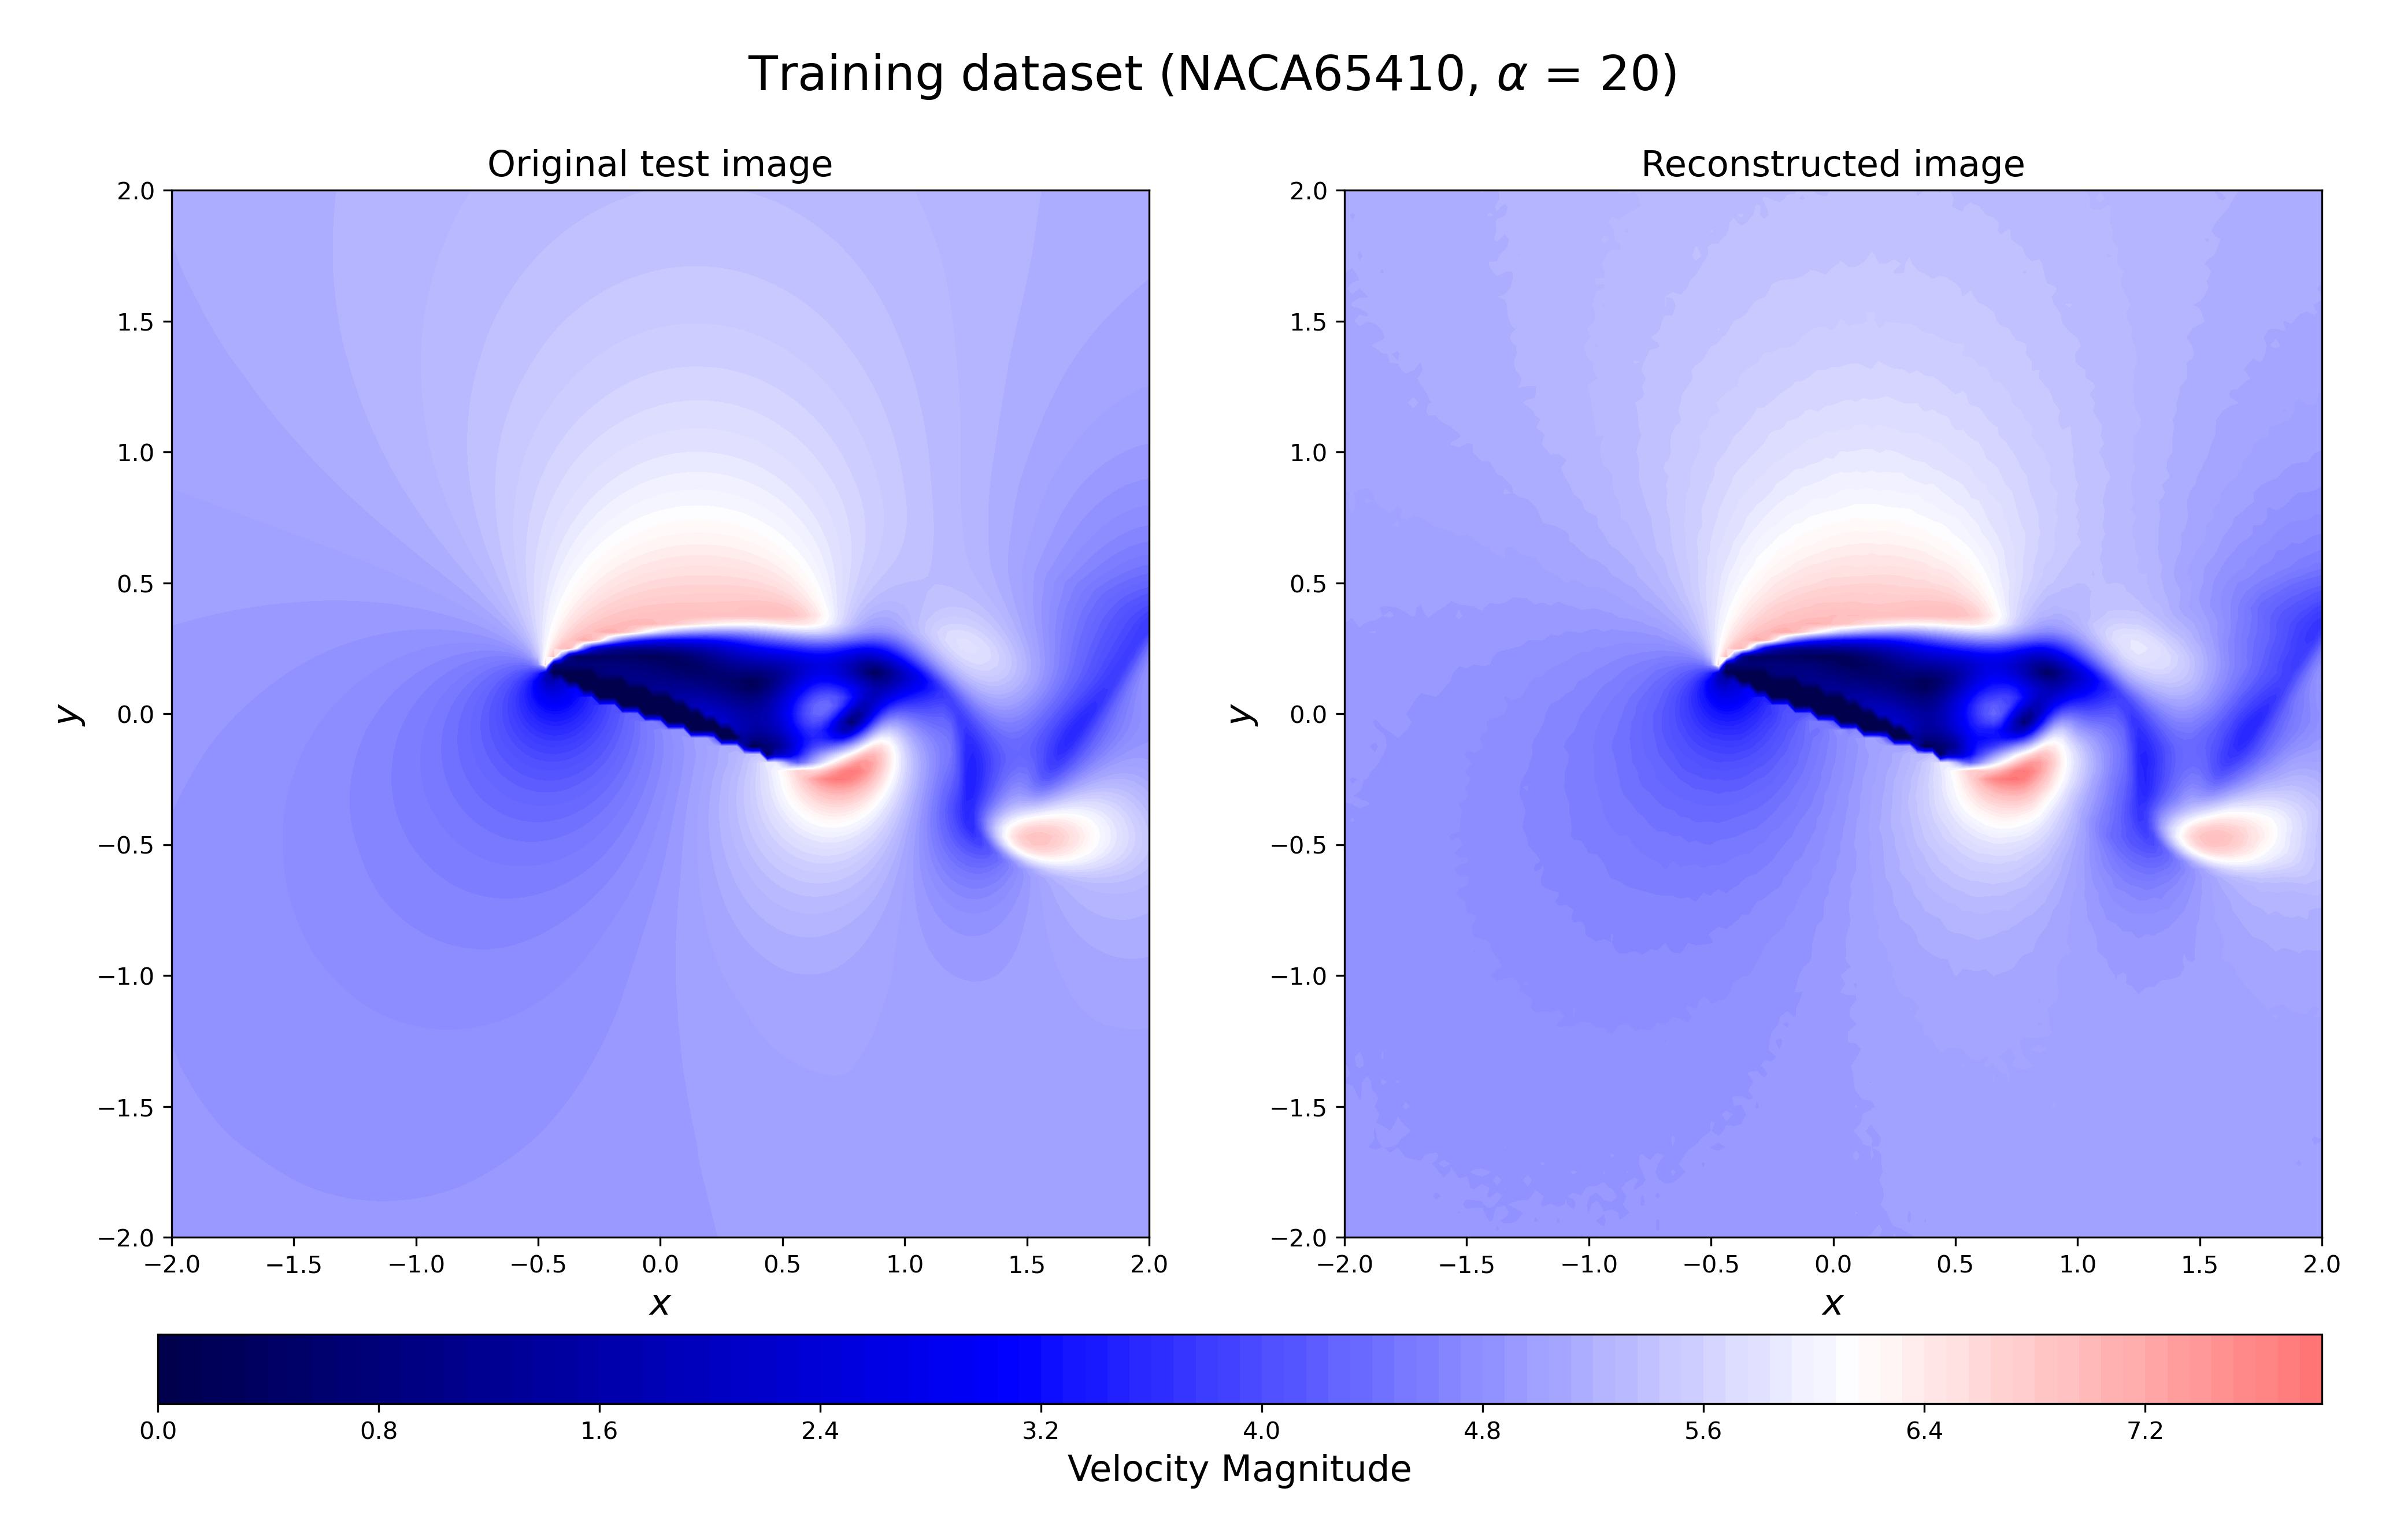 Training dataset (NACA65410, α = 20)
Original test image
2.0
1.5
1.0
0.5
0.0
−0.5
−1.0
−1.5
−2.0
y
−2.0 −1.5 −1.0 −0.5 0.0 0.5 1.0 1.5 2.0
x
Reconstructed image
2.0
1.5
1.0
0.5
0.0
−0.5
−1.0
−1.5
−2.0
y
−2.0 −1.5 −1.0 −0.5 0.0 0.5 1.0 1.5 2.0
x
0.0 0.8 1.6 2.4 3.2 4.0 4.8 5.6 6.4 7.2
Velocity Magnitude